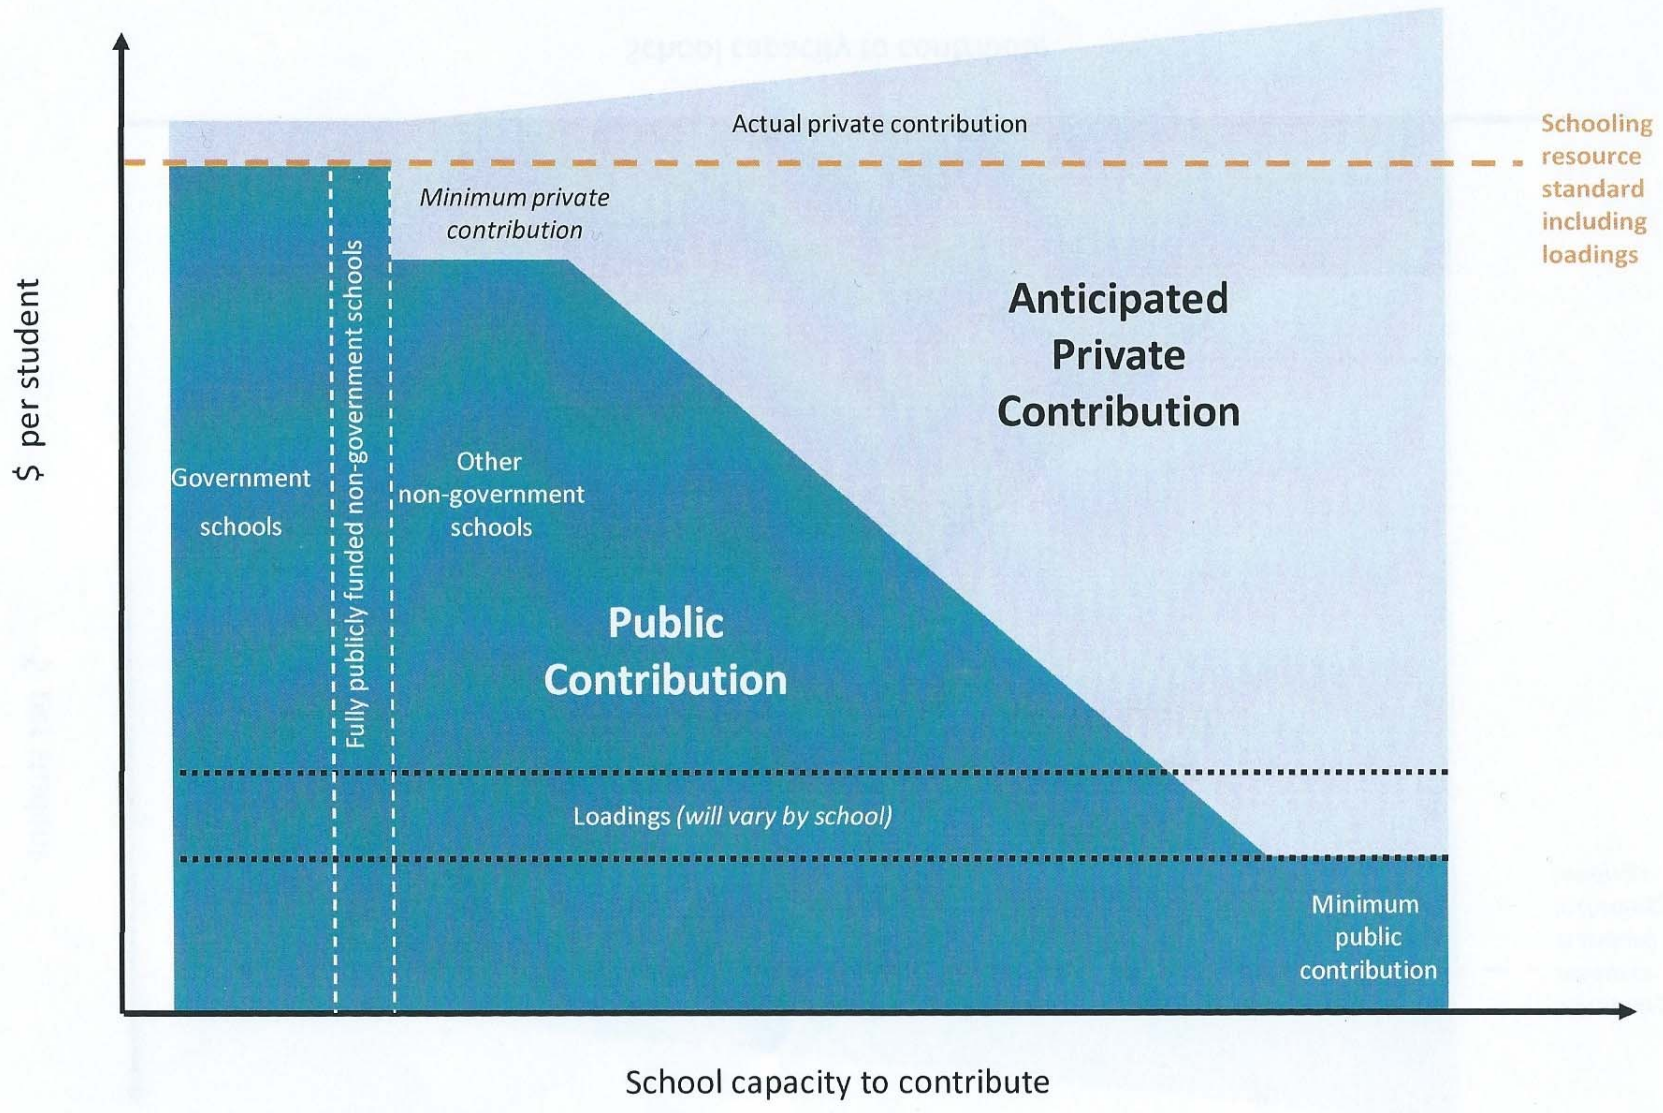 Actual private contribution
Schooling
resource
standard
including
loadings
Minimum private
contribution
Anticipated
Private
Contribution
$ per student
Government
schools
Fully publicly funded non-government schools
Other
non-government
schools
Public
Contribution
Loadings (will vary by school)
Minimum
public
contribution
School capacity to contribute